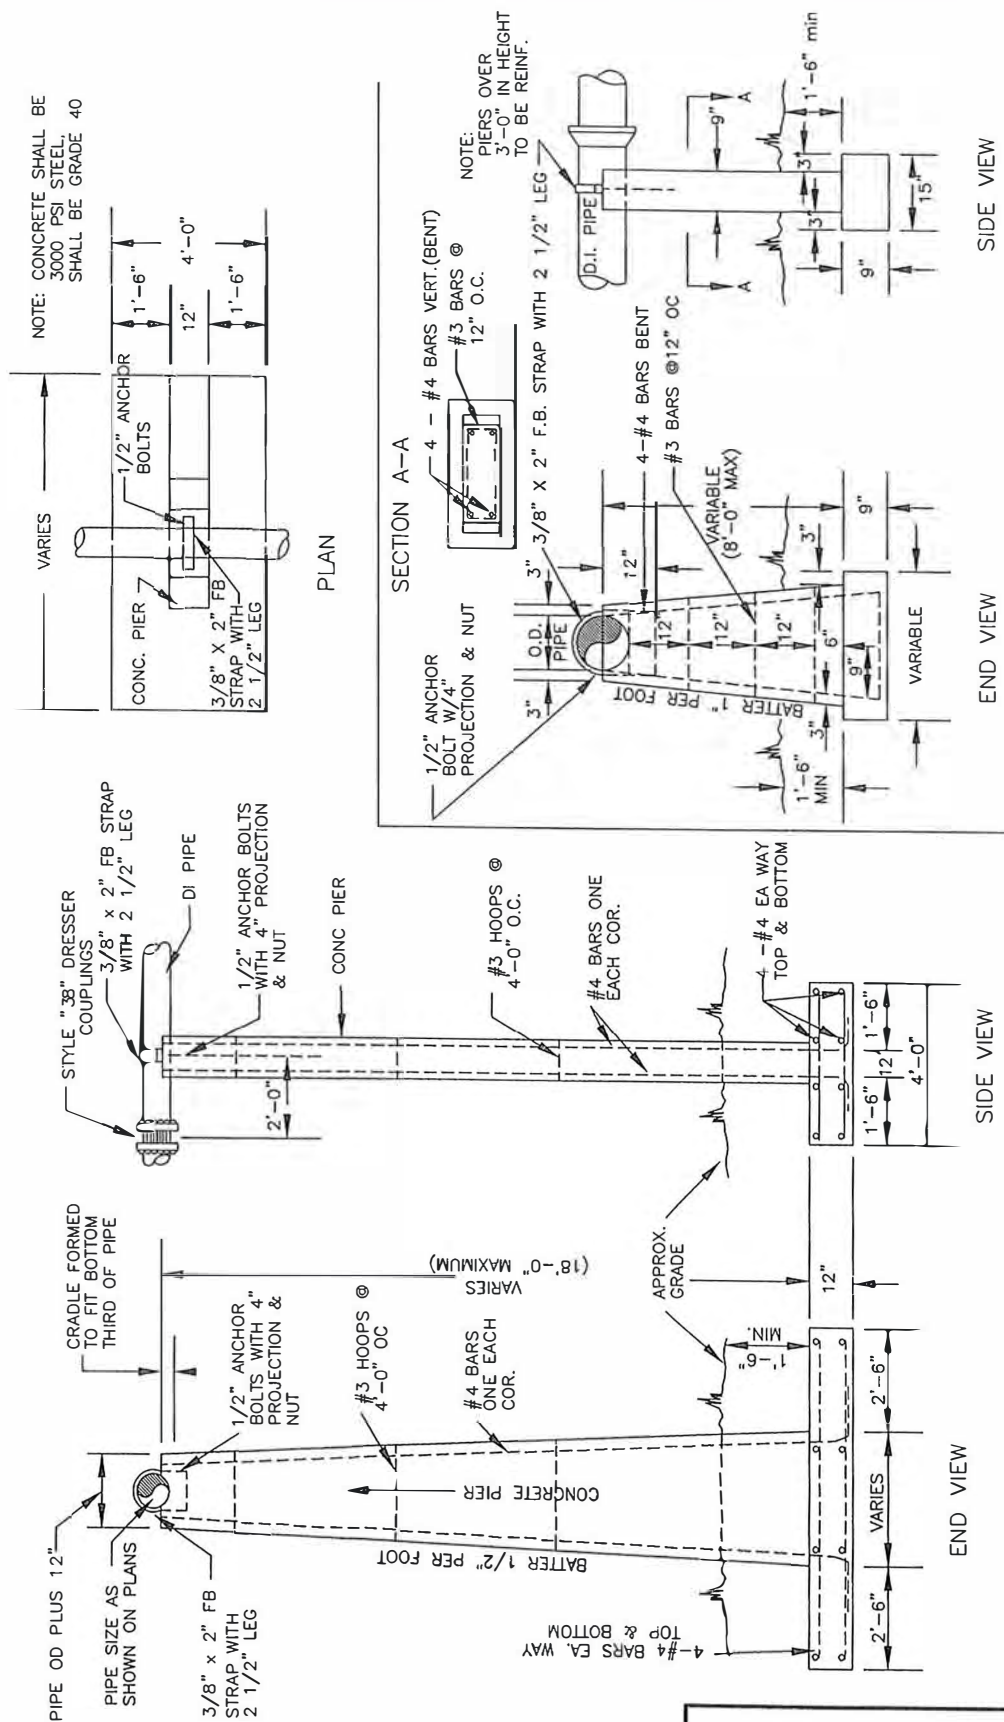 PIPE OD PLUS 12"
PIPE SIZE AS
SHOWN ON PLANS
3/8" x 2" FB
STRAP WITH
2 1/2" LEG
CRADLE FORMED
TO FIT BOTTOM
THIRD OF PIPE
1/2" ANCHOR
BOLTS WITH 4"
PROJECTION &
NUT
#3 HOOPS @
4'-0" OC
#4 BARS
ONE EACH
COR.
VARIES
(18'-0" MAXIMUM)
CONCRETE PIER
BATTER 1/2" PER FOOT
4-#4 BARS EA. WAY
TOP & BOTTOM
APPROX.
GRADE
1'-6"
MIN.
12"
2'-6"
VARIES
2'-6"
END VIEW
STYLE "38" DRESSER
COUPLINGS
3/8" x 2" FB STRAP
WITH 2 1/2" LEG
DI PIPE
1/2" ANCHOR BOLTS
WITH 4" PROJECTION
& NUT
2'-0"
CONC PIER
#3 HOOPS @
4'-0" O.C.
#4 BARS ONE
EACH COR.
4 -#4 EA WAY
TOP & BOTTOM
1'-6"
12'
1'-6"
4'-0"
SIDE VIEW
NOTE: CONCRETE SHALL BE
3000 PSI STEEL,
SHALL BE GRADE 40
VARIES
CONC. PIER
1/2" ANCHOR
BOLTS
3/8" X 2" FB
STRAP WITH
2 1/2" LEG
1'-6"
12"
1'-6"
4'-0"
PLAN
SECTION A-A
4 - #4 BARS VERT.(BENT)
#3 BARS @
12" O.C.
1/2" ANCHOR
BOLT W/4"
PROJECTION & NUT
3"
O.D.
PIPE
3"
3/8" X 2" F.B. STRAP WITH 2 1/2" LEG
12"
4-#4 BARS BENT
#3 BARS @12" OC
12"
12"
12"
VARIABLE
(8'-0" MAX)
BATTER 1" PER FOOT
6"
9"
3"
3"
9"
1'-6"
MIN
VARIABLE
END VIEW
NOTE:
PIERS OVER
3'-0" IN HEIGHT
TO BE REINF.
D.I. PIPE
9"
A
A
3"
3"
1'-6" min
9"
15"
SIDE VIEW